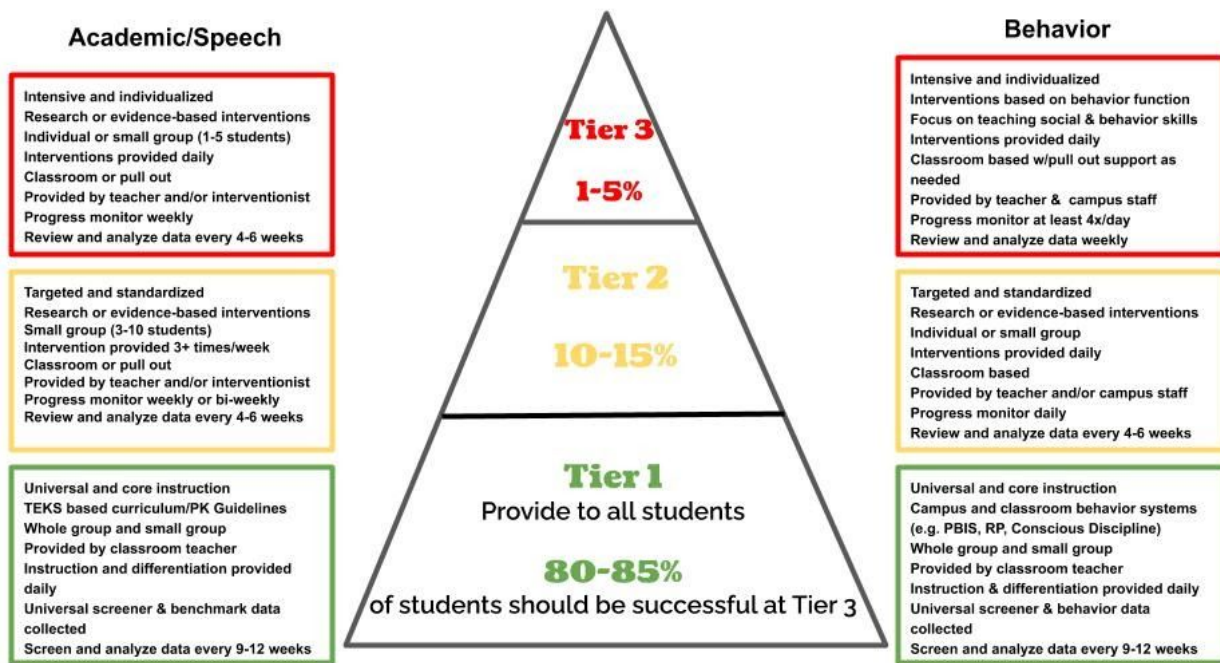 Academic/Speech
Intensive and individualized
Research or evidence-based interventions
Individual or small group (1-5 students)
Interventions provided daily
Classroom or pull out
Provided by teacher and/or interventionist
Progress monitor weekly
Review and analyze data every 4-6 weeks
Targeted and standardized
Research or evidence-based interventions
Small group (3-10 students)
Intervention provided 3+ times/week
Classroom or pull out
Provided by teacher and/or interventionist
Progress monitor weekly or bi-weekly
Review and analyze data every 4-6 weeks
Universal and core instruction
TEKS based curriculum/PK Guidelines
Whole group and small group
Provided by classroom teacher
Instruction and differentiation provided
daily
Universal screener & benchmark data
collected
Screen and analyze data every 9-12 weeks
Tier 3
1-5%
Tier 2
10-15%
Tier 1
Provide to all students
80-85%
of students should be successful at Tier 3
Behavior
Intensive and individualized
Interventions based on behavior function
Focus on teaching social & behavior skills
Interventions provided daily
Classroom based w/pull out support as
needed
Provided by teacher & campus staff
Progress monitor at least 4x/day
Review and analyze data weekly
Targeted and standardized
Research or evidence-based interventions
Individual or small group
Interventions provided daily
Classroom based
Provided by teacher and/or campus staff
Progress monitor daily
Review and analyze data every 4-6 weeks
Universal and core instruction
Campus and classroom behavior systems
(e.g. PBIS, RP, Conscious Discipline)
Whole group and small group
Provided by classroom teacher
Instruction & differentiation provided daily
Universal screener & behavior data
collected
Screen and analyze data every 9-12 weeks